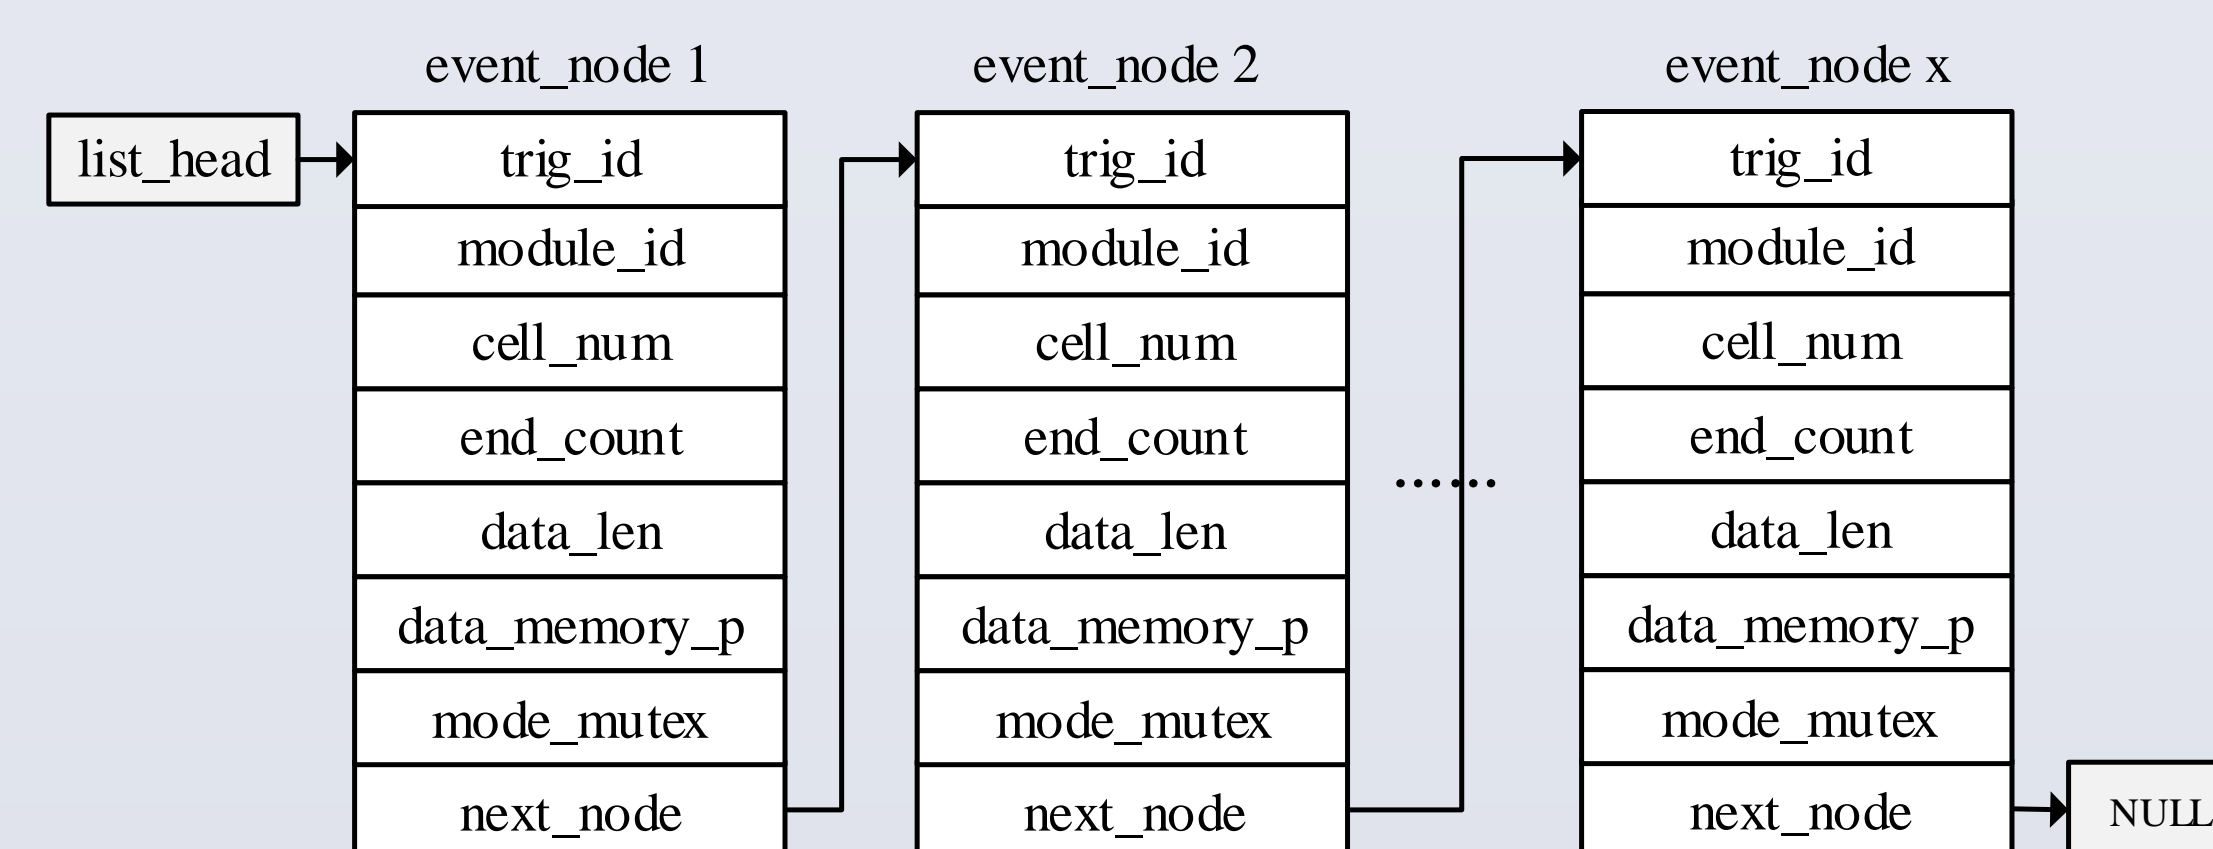 event_node 1
event_node 2
event_node x
list_head
trig_id
trig_id
trig_id
module_id
module_id
module_id
cell_num
cell_num
cell_num
end_count
end_count
end_count
......
data_len
data_len
data_len
data_memory_p
data_memory_p
data_memory_p
mode_mutex
mode_mutex
mode_mutex
next_node
next_node
next_node
NULL